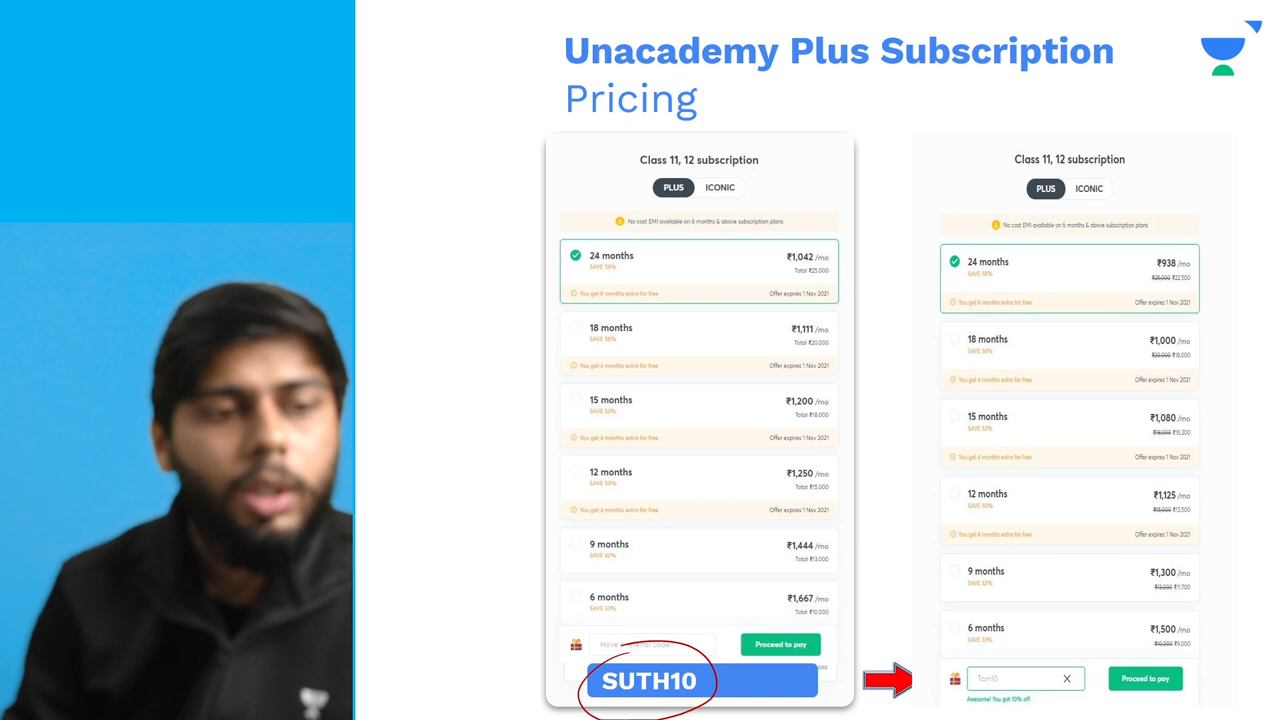 Unacademy Plus Subscription
Pricing
Class 11, 12 subscription
PLUS ICONIC
No cost EMI available on 6 months & above subscription plans
24 months ₹1,042 /mo
SAVE 58% Total ₹25,000
You get 6 months extra for free Offer expires 1 Nov 2021
18 months ₹1,111 /mo
SAVE 56% Total ₹20,000
You get 4 months extra for free Offer expires 1 Nov 2021
15 months ₹1,200 /mo
SAVE 52% Total ₹18,000
You get 4 months extra for free Offer expires 1 Nov 2021
12 months ₹1,250 /mo
SAVE 50% Total ₹15,000
You get 4 months extra for free Offer expires 1 Nov 2021
9 months ₹1,444 /mo
SAVE 42% Total ₹13,000
6 months ₹1,667 /mo
SAVE 33% Total ₹10,000
Have a referral code?
Proceed to pay
SUTH10
Class 11, 12 subscription
PLUS ICONIC
No cost EMI available on 6 months & above subscription plans
24 months ₹938 /mo
SAVE 58% ₹25,000 ₹22,500
You get 6 months extra for free Offer expires 1 Nov 2021
18 months ₹1,000 /mo
SAVE 56% ₹20,000 ₹18,000
You get 4 months extra for free Offer expires 1 Nov 2021
15 months ₹1,080 /mo
SAVE 52% ₹18,000 ₹16,200
You get 4 months extra for free Offer expires 1 Nov 2021
12 months ₹1,125 /mo
SAVE 50% ₹15,000 ₹13,500
You get 4 months extra for free Offer expires 1 Nov 2021
9 months ₹1,300 /mo
SAVE 42% ₹13,000 ₹11,700
6 months ₹1,500 /mo
SAVE 33% ₹10,000 ₹9,000
Tam10 X
Proceed to pay
Awesome! You got 10% off